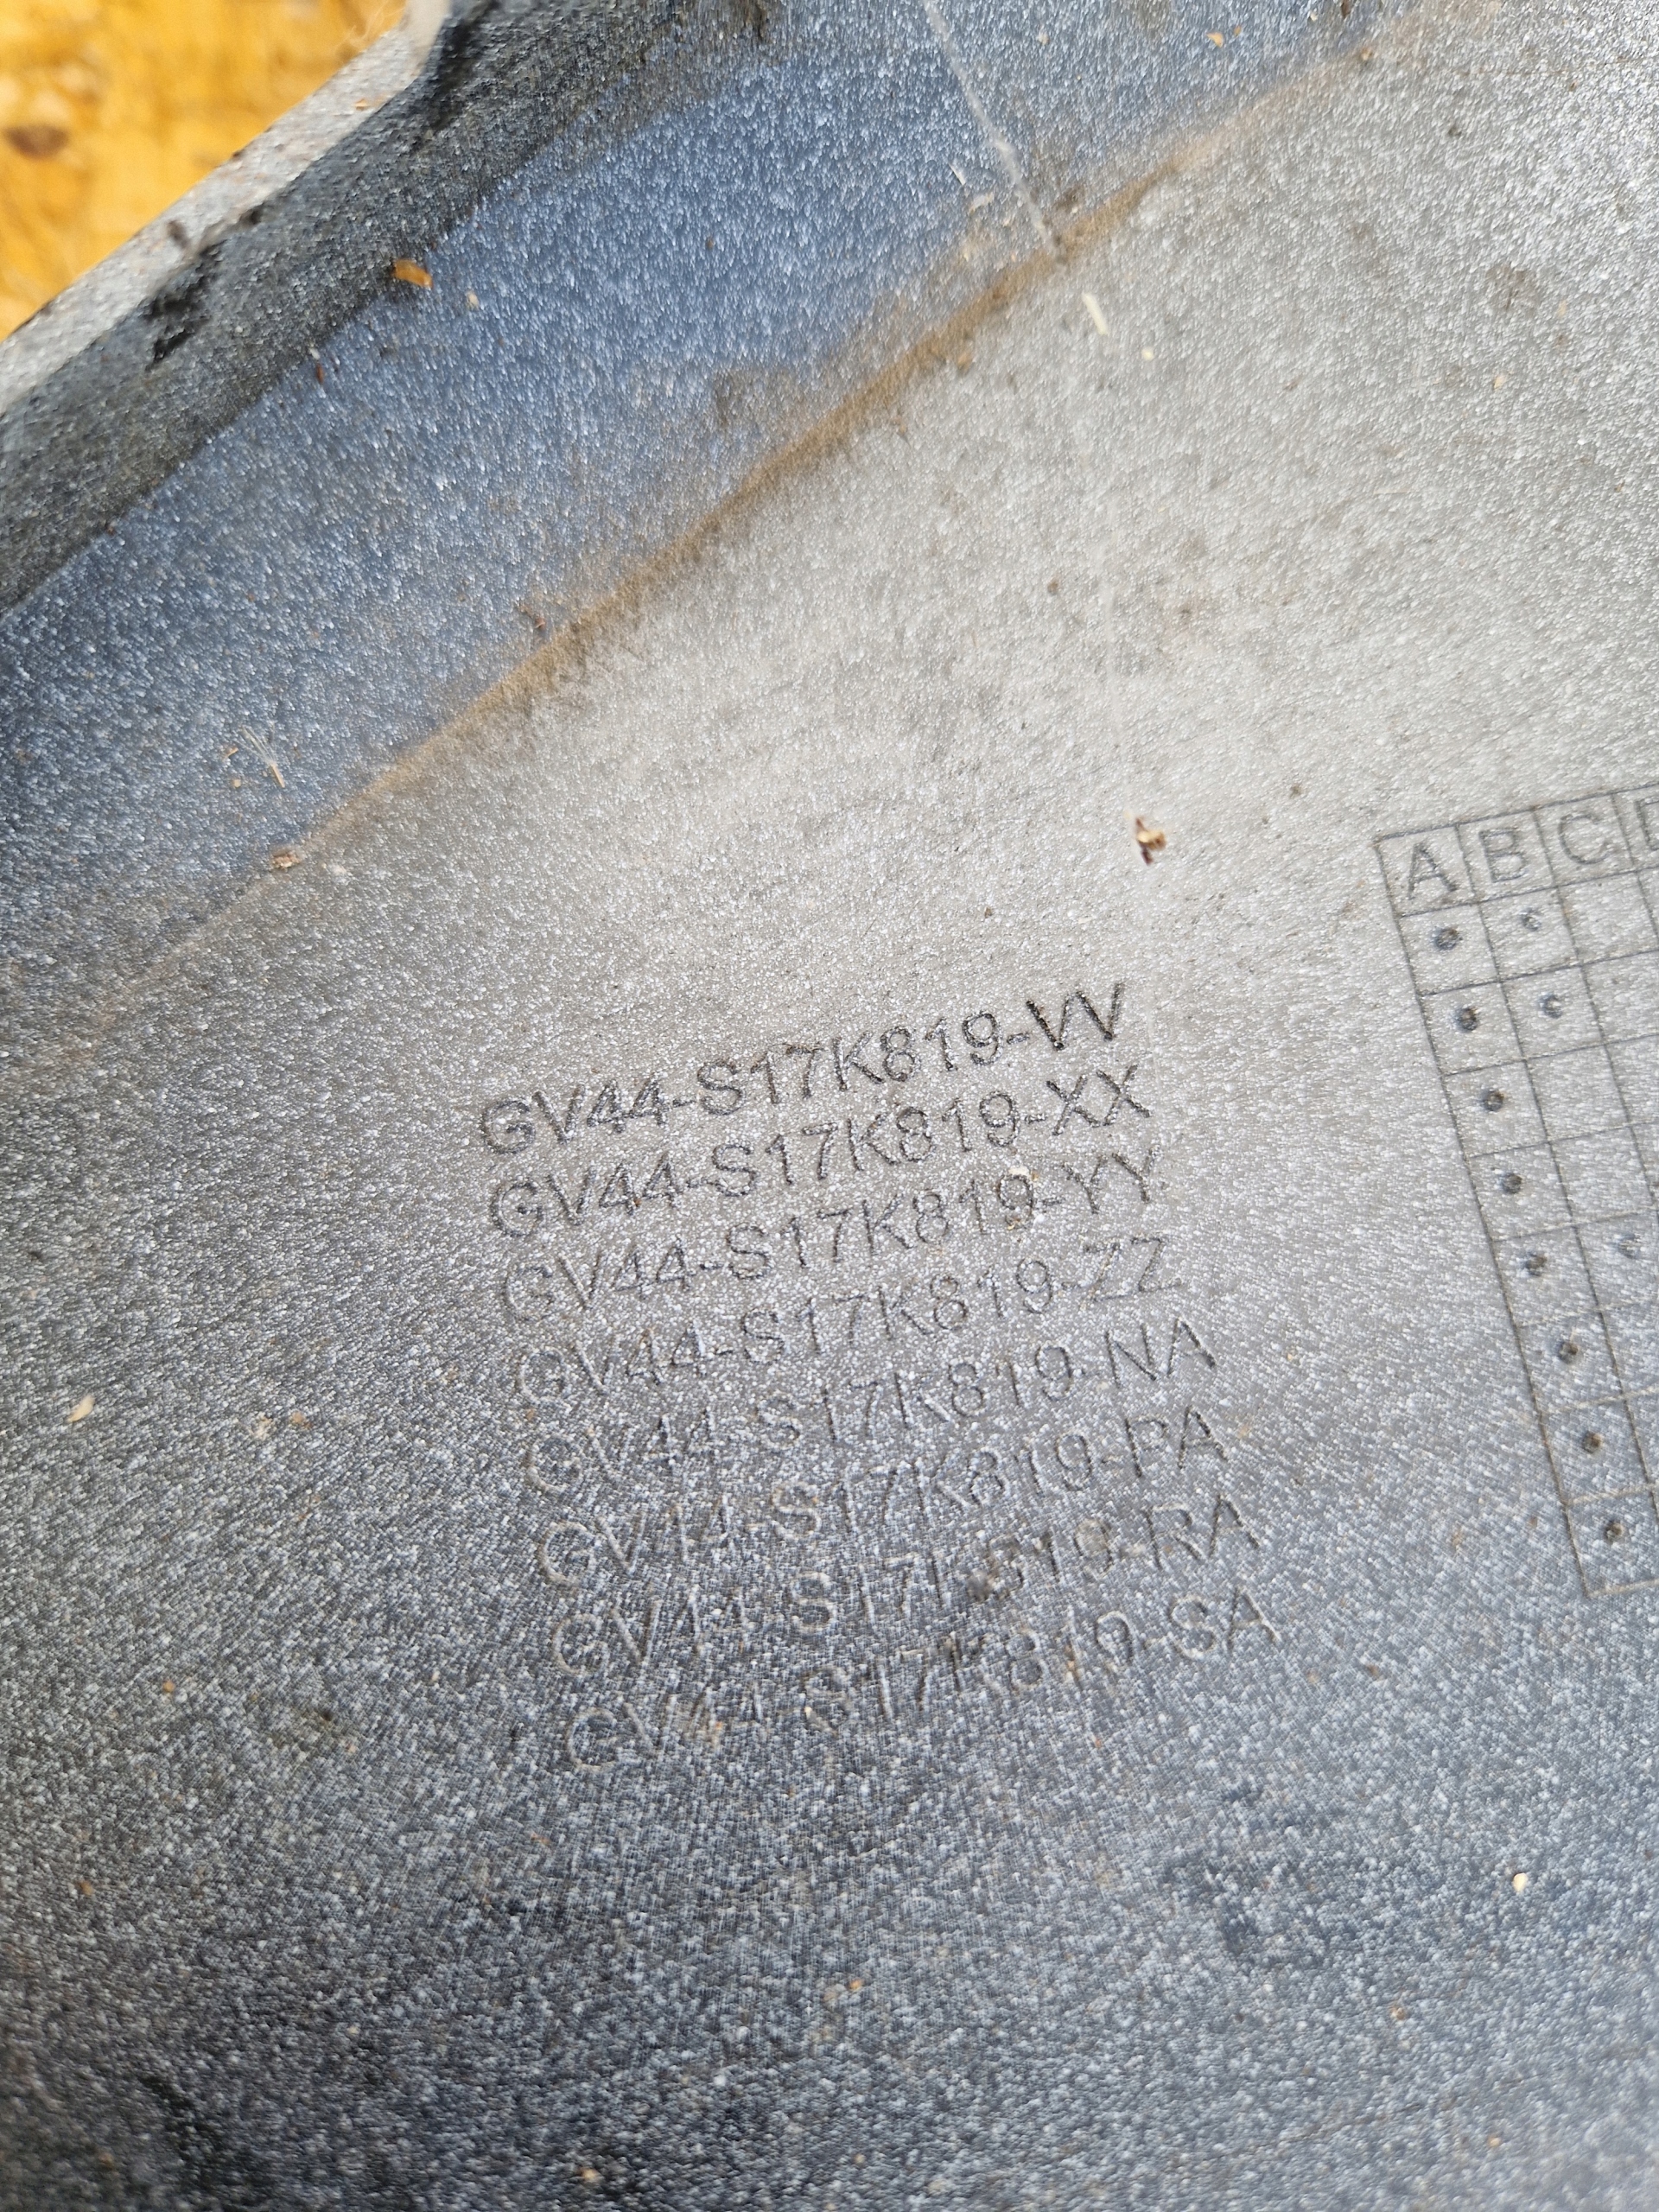 GV44-S17K819-VV
GV44-S17K819-XX
GV44-S17K819-YY
GV44-S17K819-ZZ
GV44-S17K819-NA
GV44-S17K819-PA
GV44-S17K819-RA
GV44-S17K819-SA
A B C